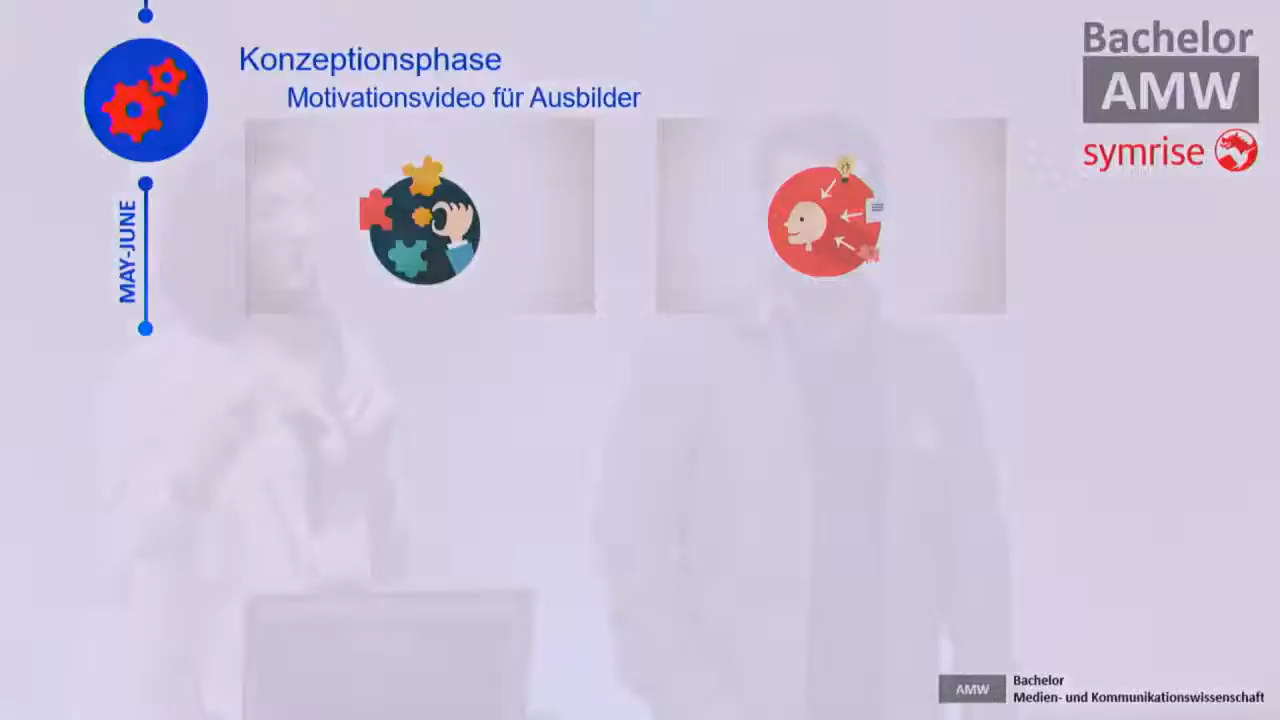 Konzeptionsphase
Motivationsvideo für Ausbilder
Bachelor
AMW
symrise
MAY-JUNE
AMW
Bachelor
Medien- und Kommunikationswissenschaft